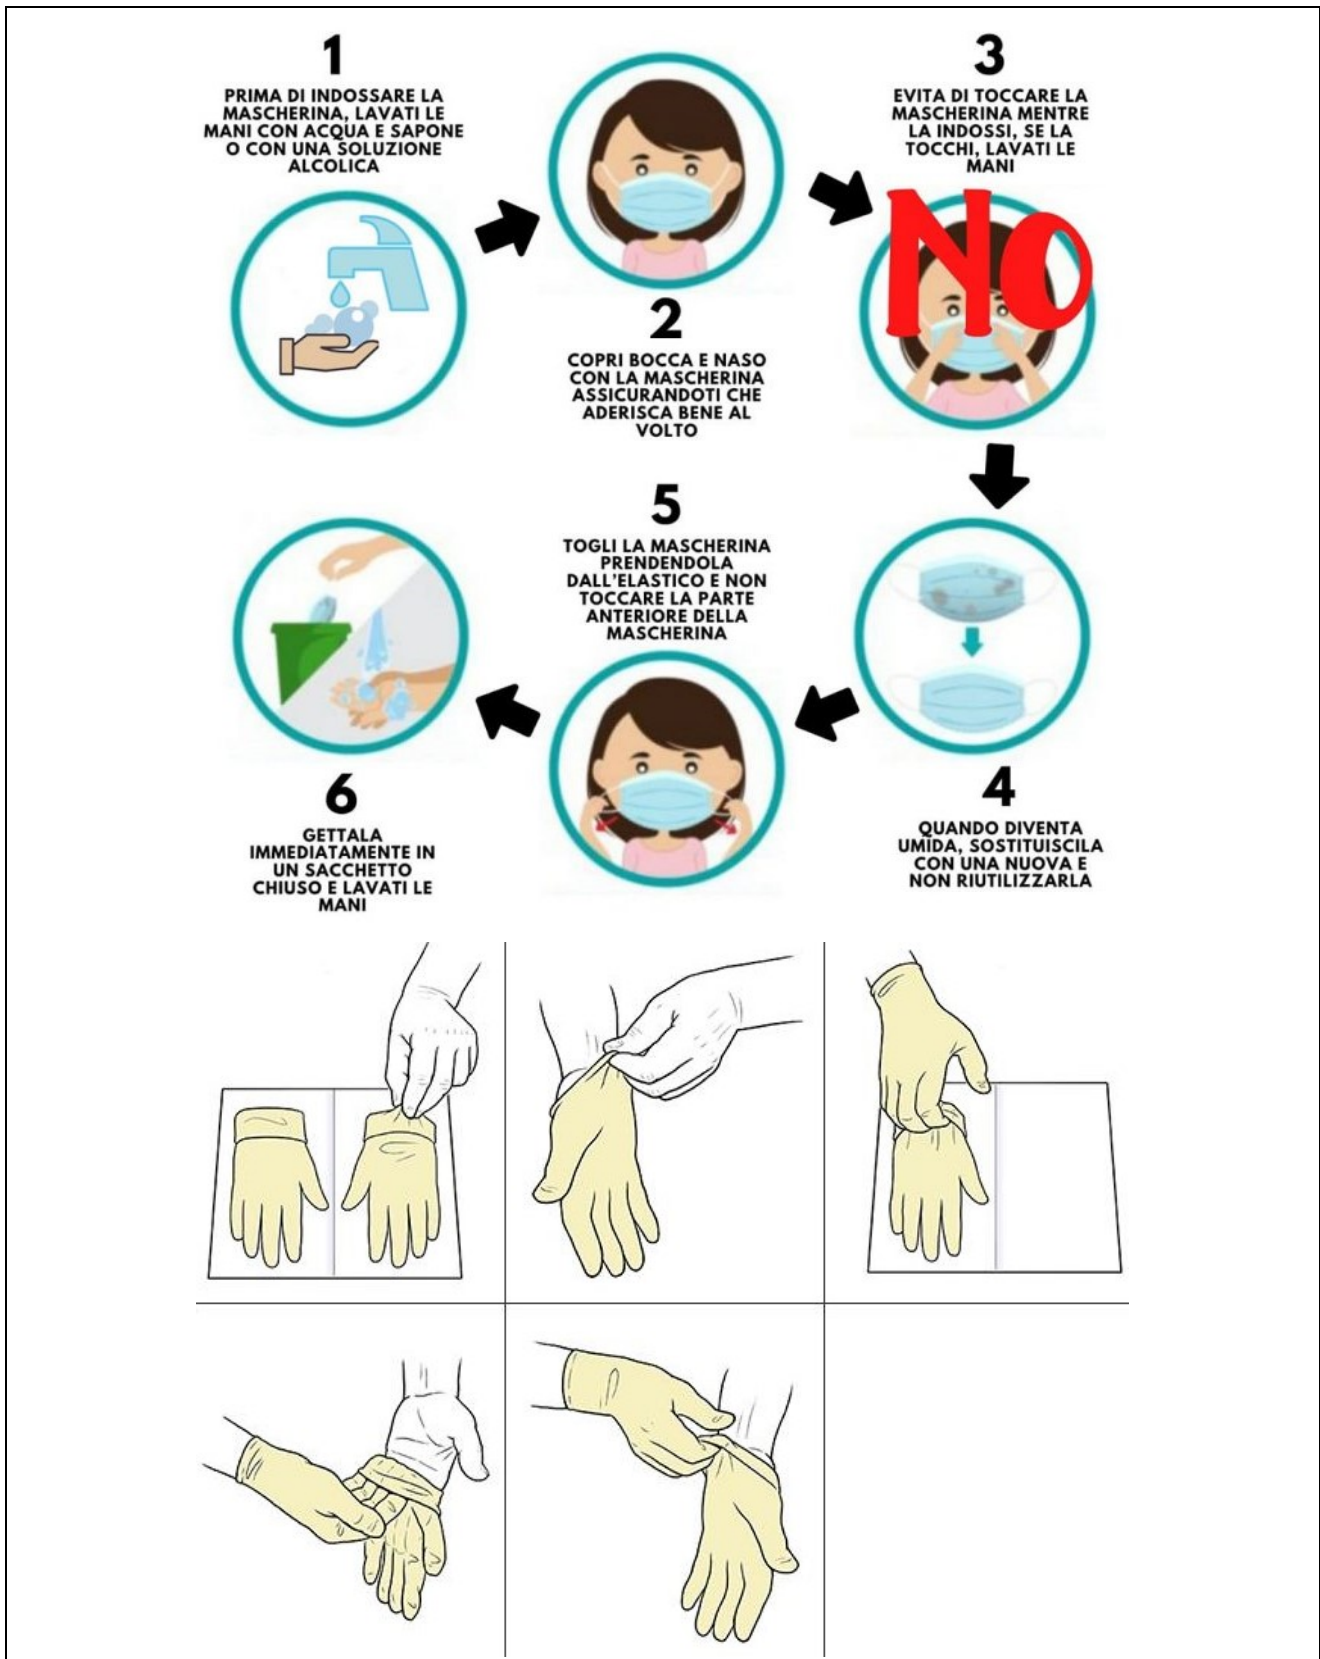 1
PRIMA DI INDOSSARE LA
MASCHERINA, LAVATI LE
MANI CON ACQUA E SAPONE
O CON UNA SOLUZIONE
ALCOLICA
2
COPRI BOCCA E NASO
CON LA MASCHERINA
ASSICURANDOTI CHE
ADERISCA BENE AL
VOLTO
3
EVITA DI TOCCARE LA
MASCHERINA MENTRE
LA INDOSSI, SE LA
TOCCHI, LAVATI LE
MANI
NO
4
QUANDO DIVENTA
UMIDA, SOSTITUISCILA
CON UNA NUOVA E
NON RIUTILIZZARLA
5
TOGLI LA MASCHERINA
PRENDENDOLA
DALL'ELASTICO E NON
TOCCARE LA PARTE
ANTERIORE DELLA
MASCHERINA
6
GETTALA
IMMEDIATAMENTE IN
UN SACCHETTO
CHIUSO E LAVATI LE
MANI